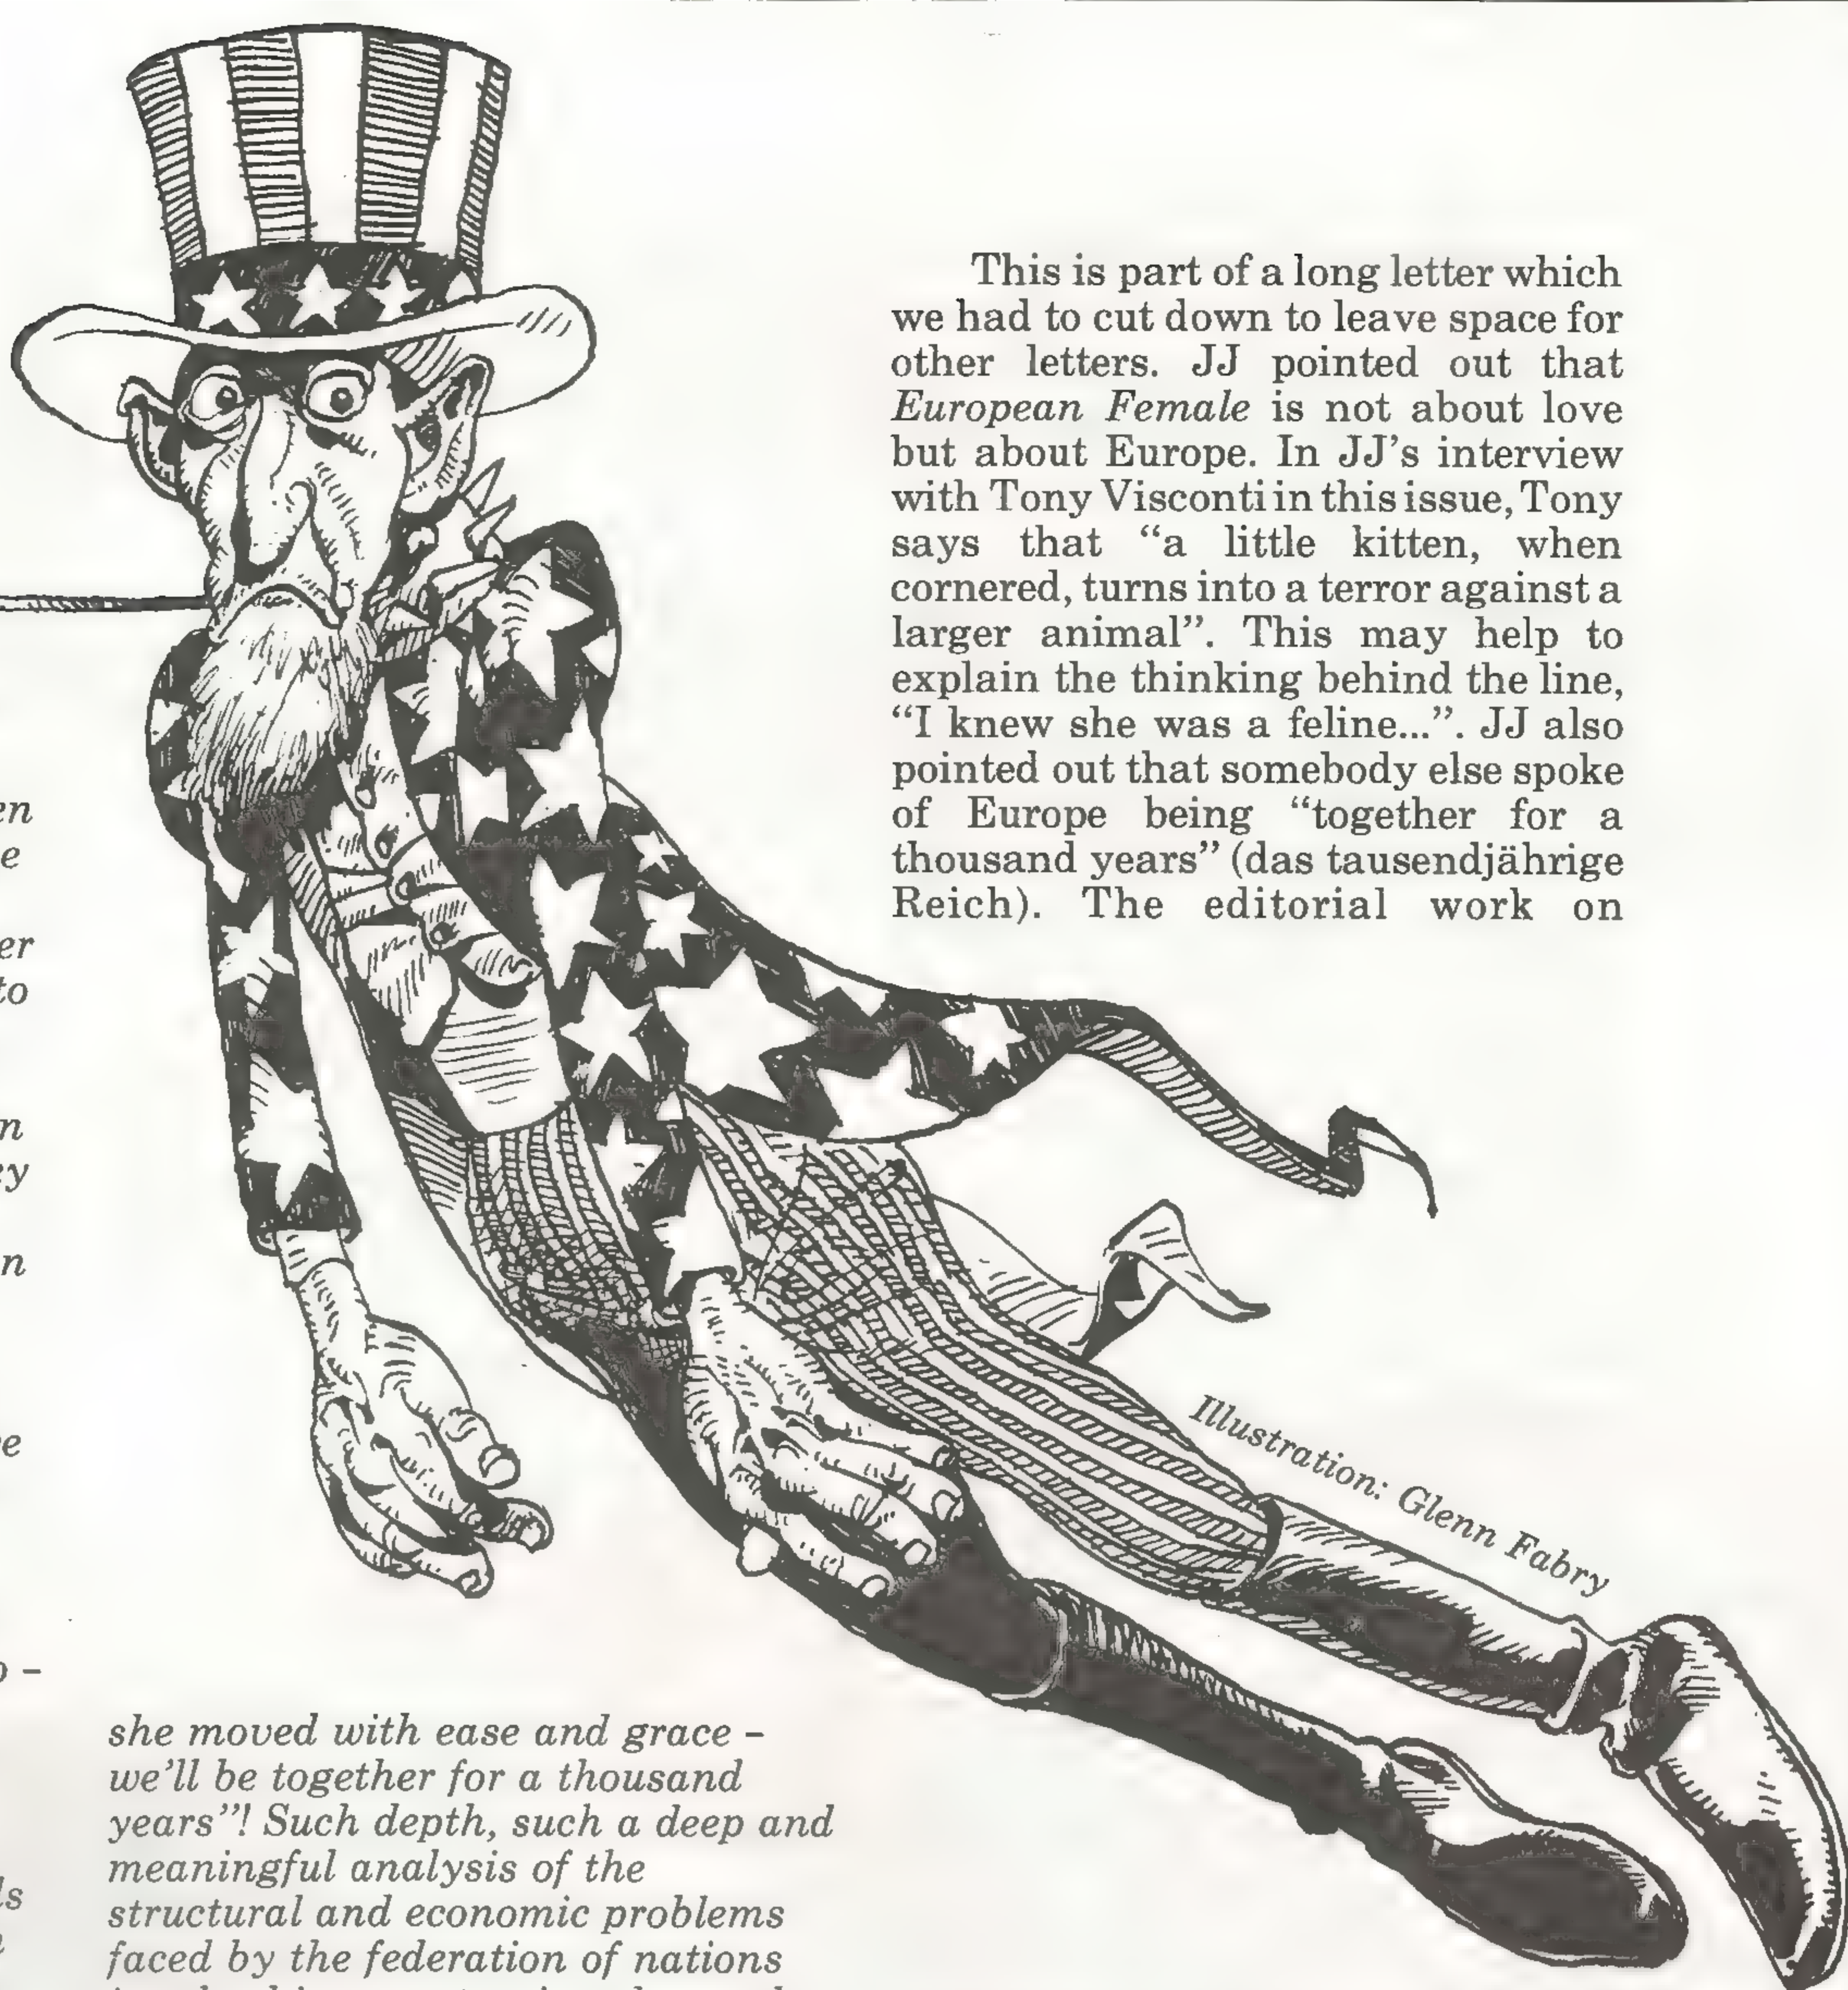 en
e
er
to
n
ey
n
e
o –
ls
she moved with ease and grace –
we'll be together for a thousand
years"! Such depth, such a deep and
meaningful analysis of the
structural and economic problems
faced by the federation of nations
This is part of a long letter which
we had to cut down to leave space for
other letters. JJ pointed out that
European Female is not about love
but about Europe. In JJ's interview
with Tony Visconti in this issue, Tony
says that “a little kitten, when
cornered, turns into a terror against a
larger animal”. This may help to
explain the thinking behind the line,
“I knew she was a feline...”. JJ also
pointed out that somebody else spoke
of Europe being “together for a
thousand years” (das tausendjährige
Reich). The editorial work on
Illustration: Glenn Fabry